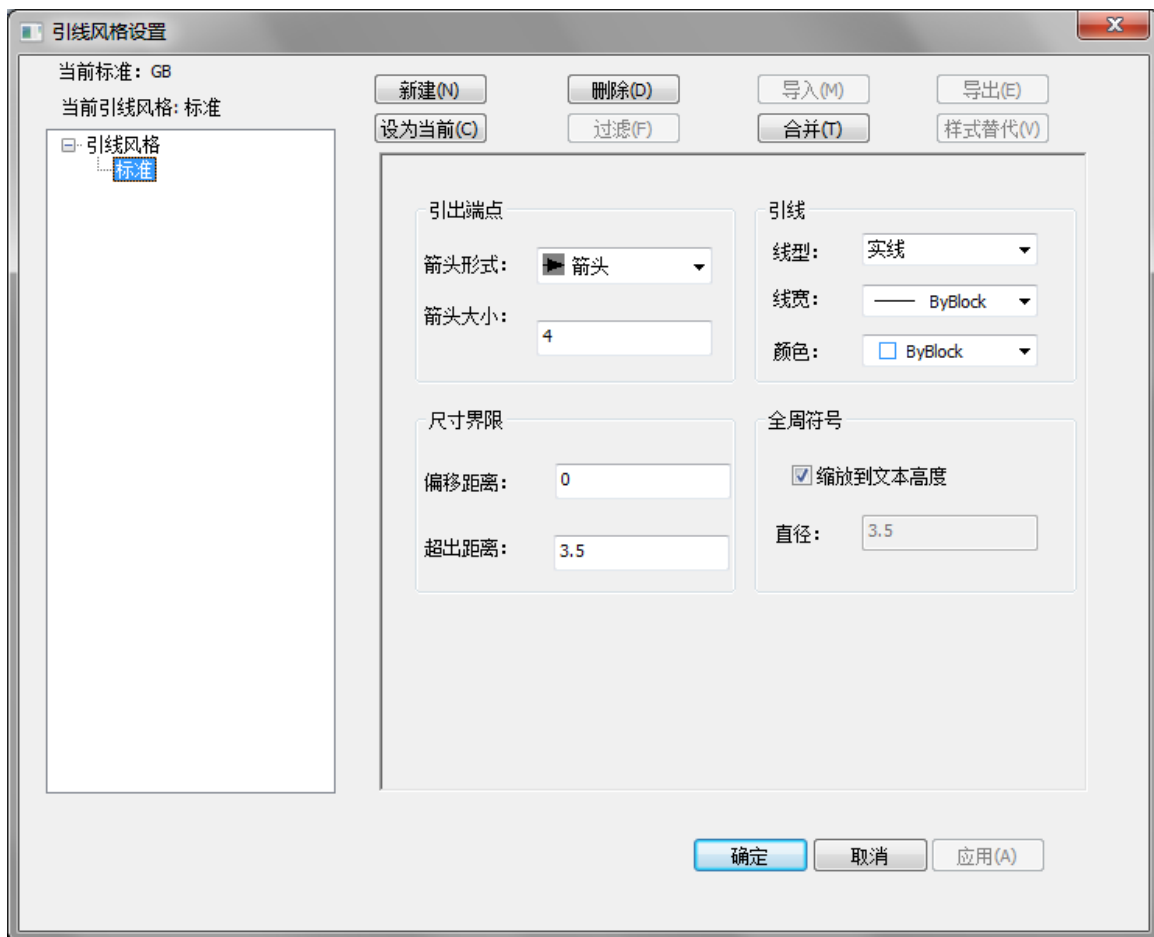 引线风格设置
当前标准: GB
当前引线风格: 标准
新建(N) 删除(D) 导入(M) 导出(E)
设为当前(C) 过滤(F) 合并(T) 样式替代(V)
引线风格
标准
引出端点
箭头形式: 箭头
箭头大小: 4
引线
线型: 实线
线宽: ByBlock
颜色: ByBlock
尺寸界限
偏移距离: 0
超出距离: 3.5
全周符号
缩放到文本高度
直径: 3.5
确定 取消 应用(A)